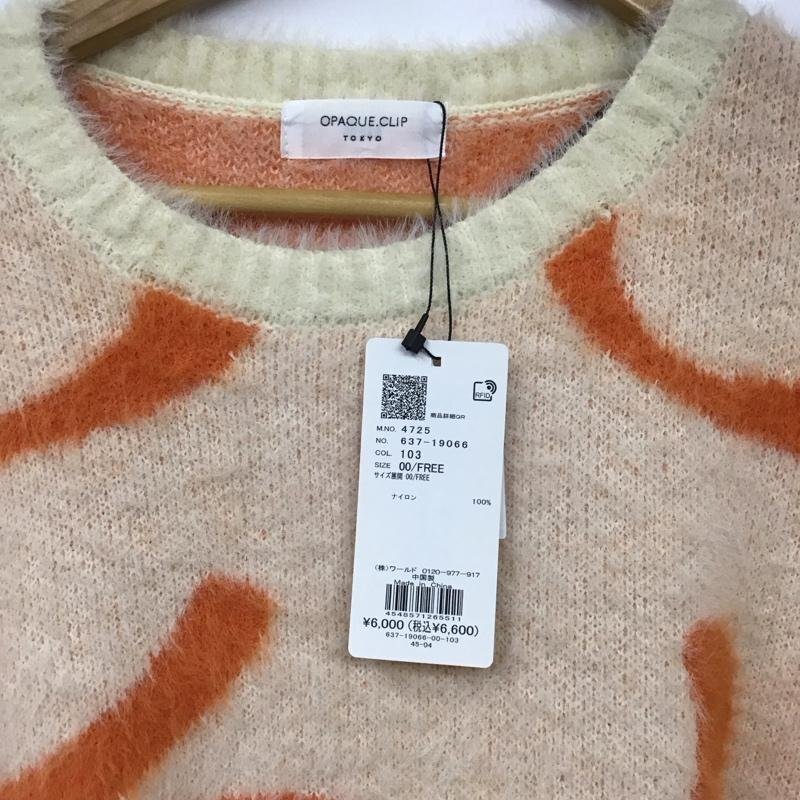 OPAQUE.CLIP
TOKYO
RFID
商品詳細QR
M.NO. 4725
NO. 637-19066
COL. 103
SIZE 00/FREE
サイズ展開 00/FREE
ナイロン 100%
(株)ワールド 0120-977-917
中国製
Made in China
4548571265511
¥6,000(税込¥6,600)
637-19066-00-103
45-04